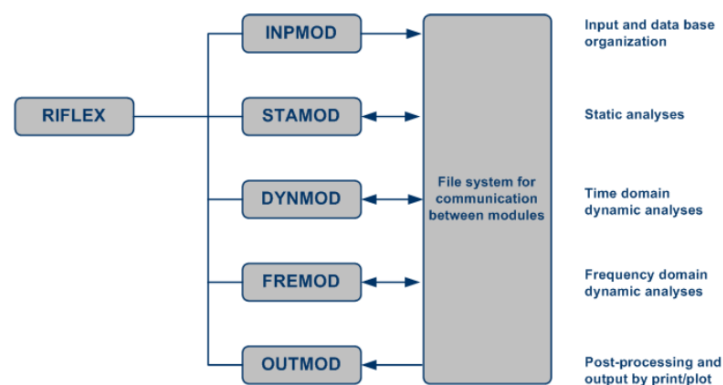 INPMOD
Input and data base
organization
RIFLEX
STAMOD
Static analyses
File system for
communication
between modules
DYNMOD
Time domain
dynamic analyses
FREMOD
Frequency domain
dynamic analyses
OUTMOD
Post-processing and
output by print/plot